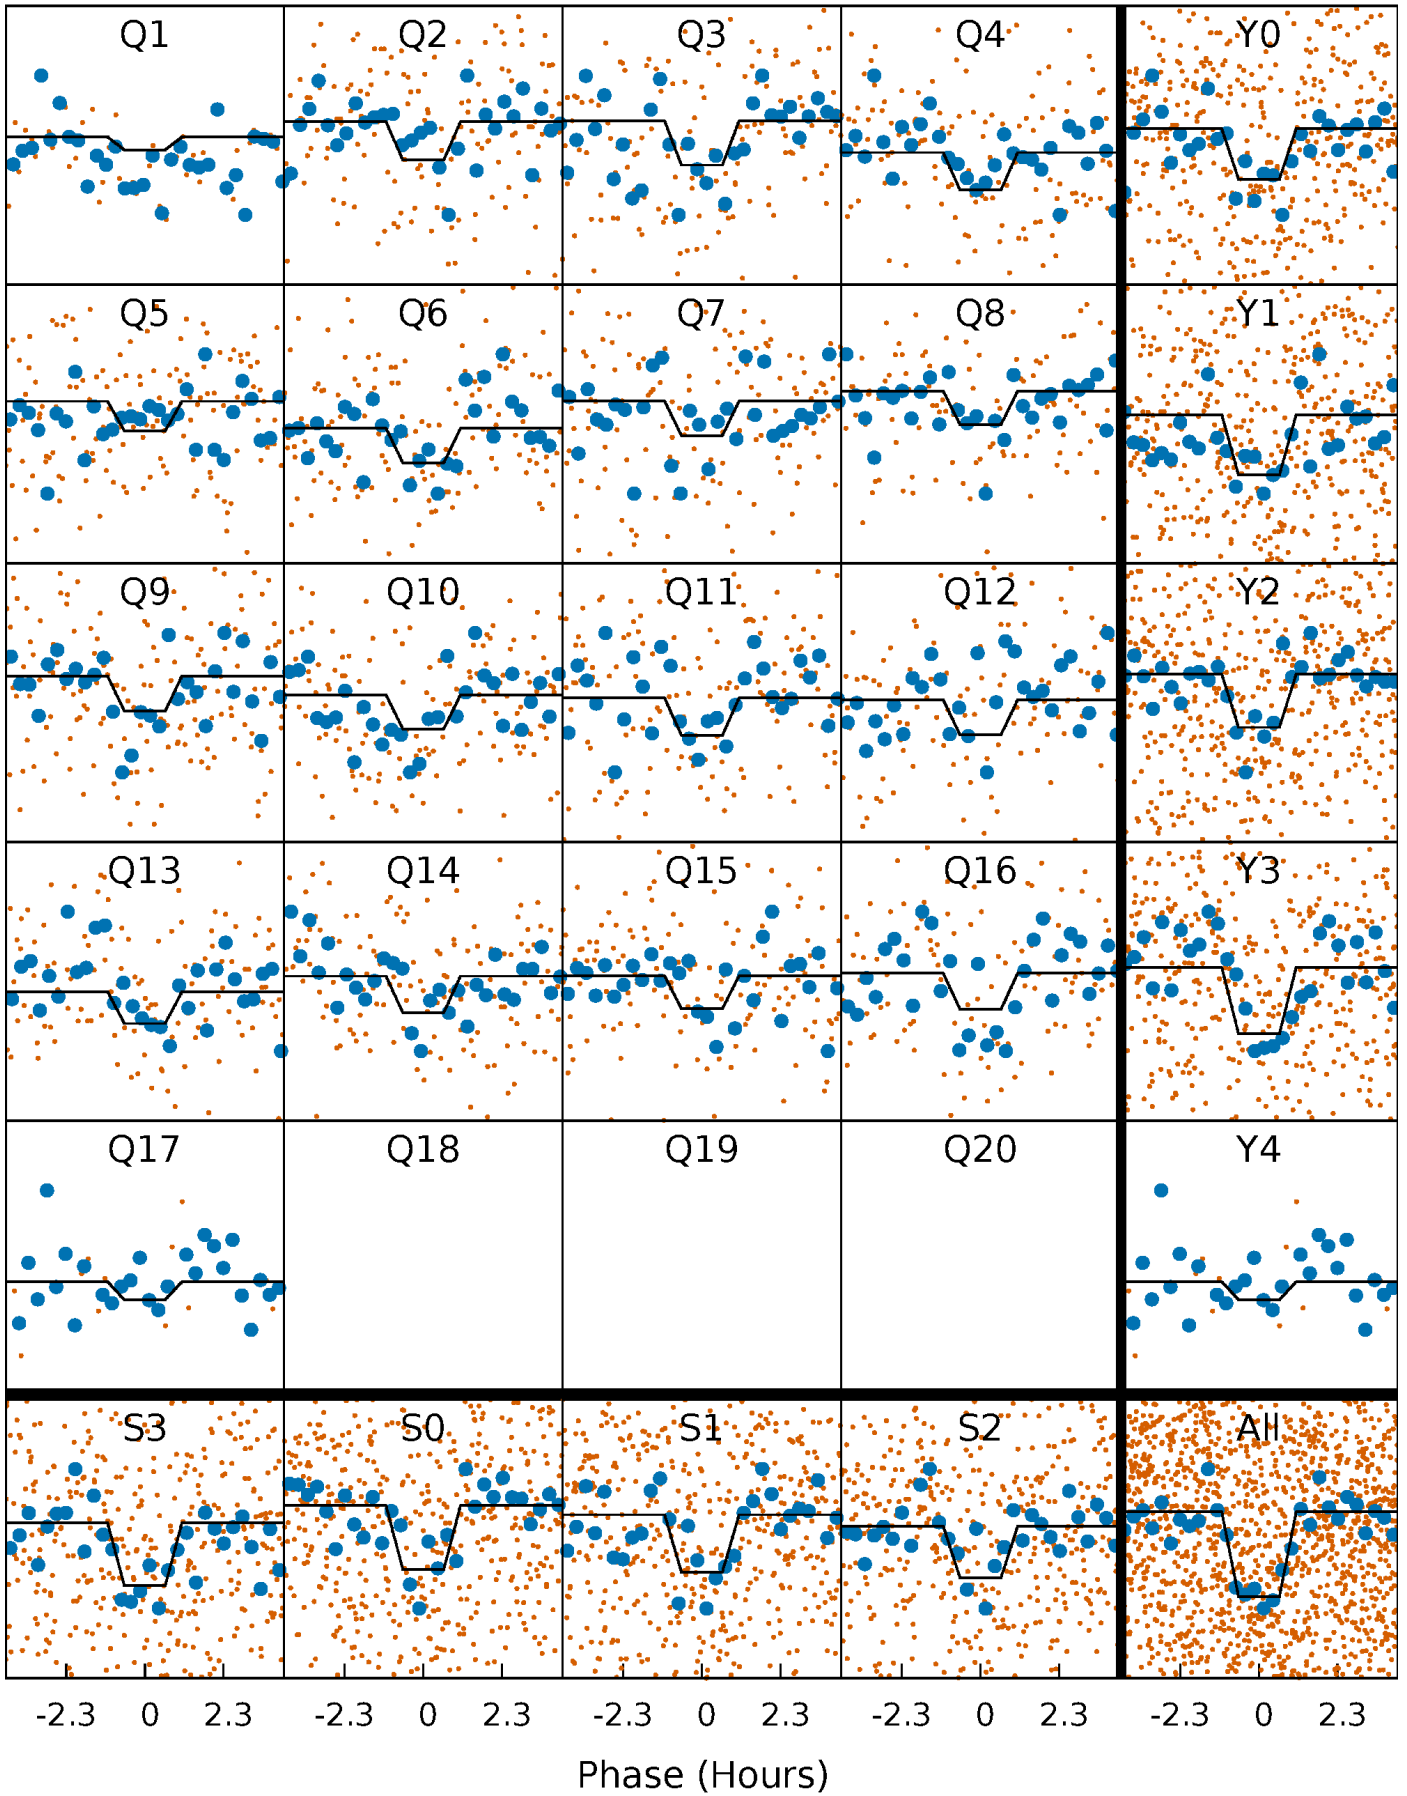 Q1 Q2 Q3 Q4 Y0
Q5 Q6 Q7 Q8 Y1
Q9 Q10 Q11 Q12 Y2
Q13 Q14 Q15 Q16 Y3
Q17 Q18 Q19 Q20 Y4
S3 S0 S1 S2 All
-2.3 0 2.3 -2.3 0 2.3 -2.3 0 2.3 -2.3 0 2.3 -2.3 0 2.3
Phase (Hours)